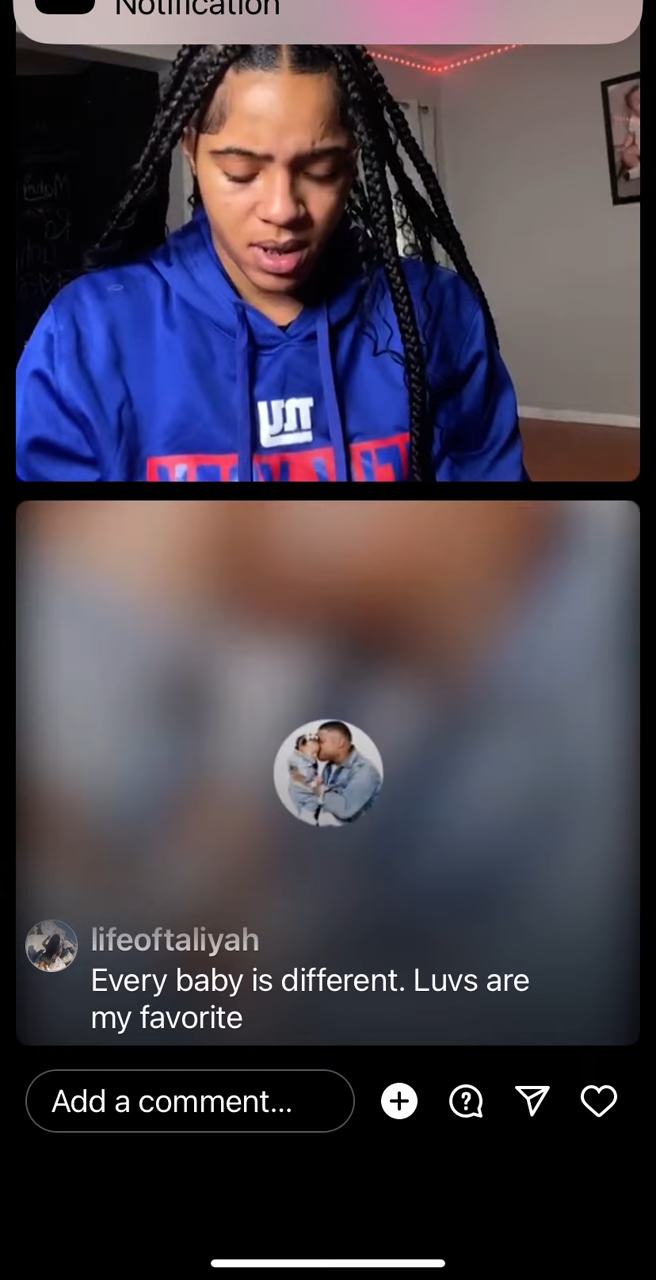 Notification
lifeoftaliyah
Every baby is different. Luvs are
my favorite
Add a comment...